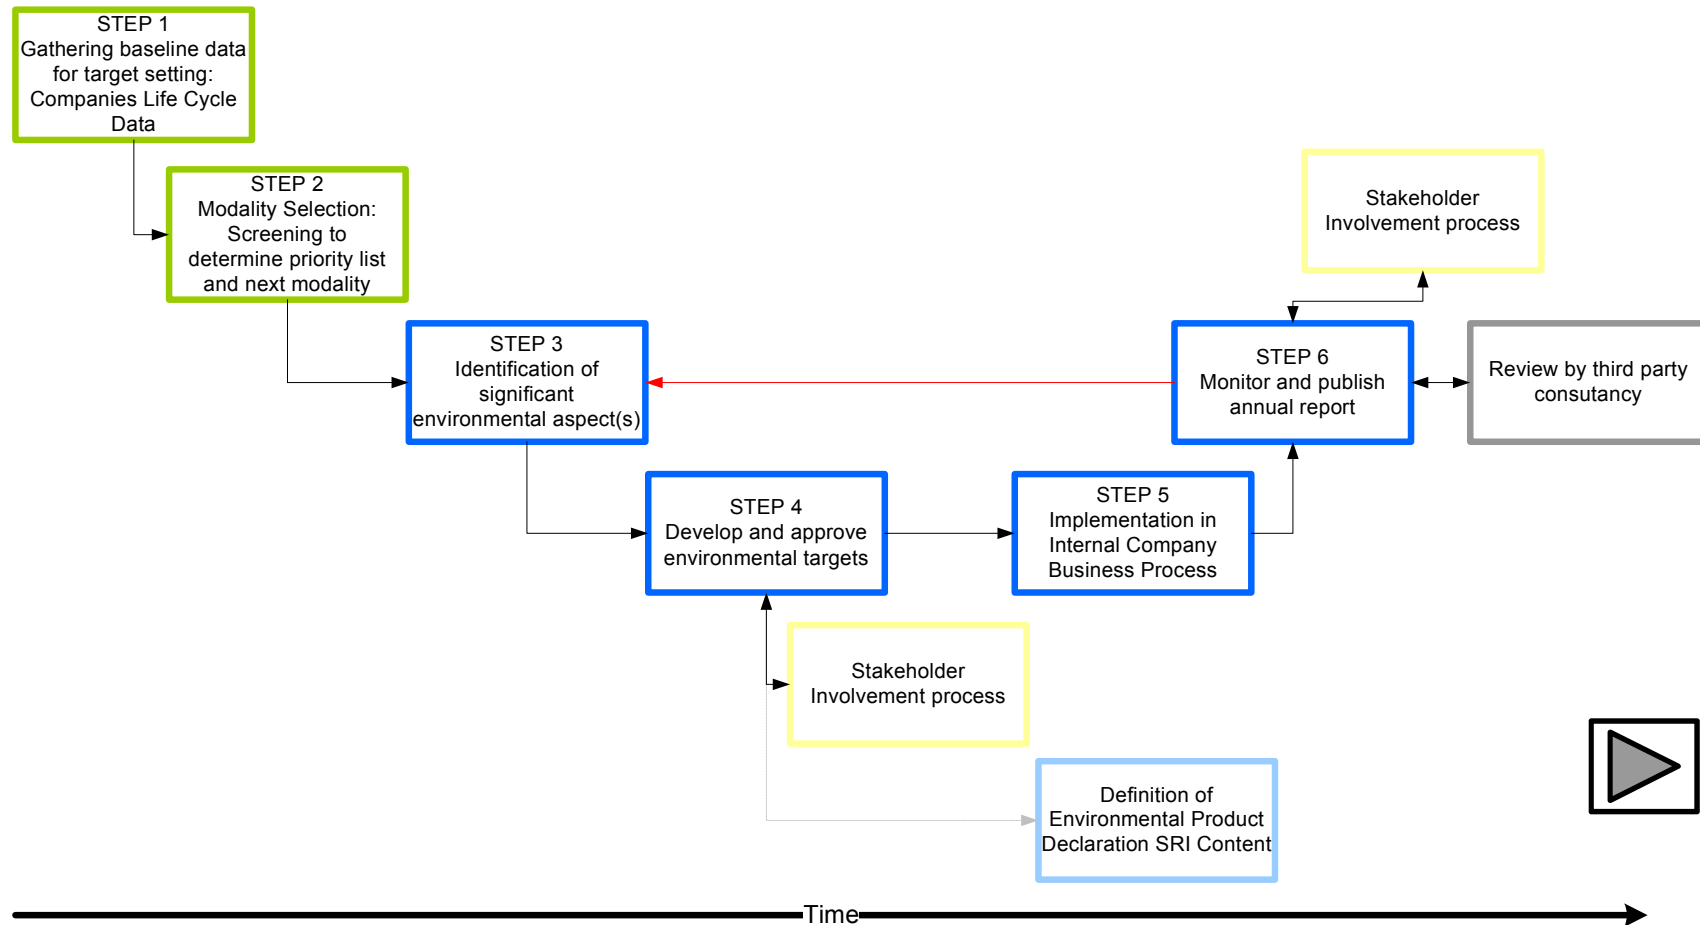 STEP 1
Gathering baseline data
for target setting:
Companies Life Cycle
Data
STEP 2
Modality Selection:
Screening to
determine priority list
and next modality
Stakeholder
Involvement process
STEP 3
Identification of
significant
environmental aspect(s)
STEP 6
Monitor and publish
annual report
Review by third party
consutancy
STEP 4
Develop and approve
environmental targets
STEP 5
Implementation in
Internal Company
Business Process
Stakeholder
Involvement process
Definition of
Environmental Product
Declaration SRI Content
Time